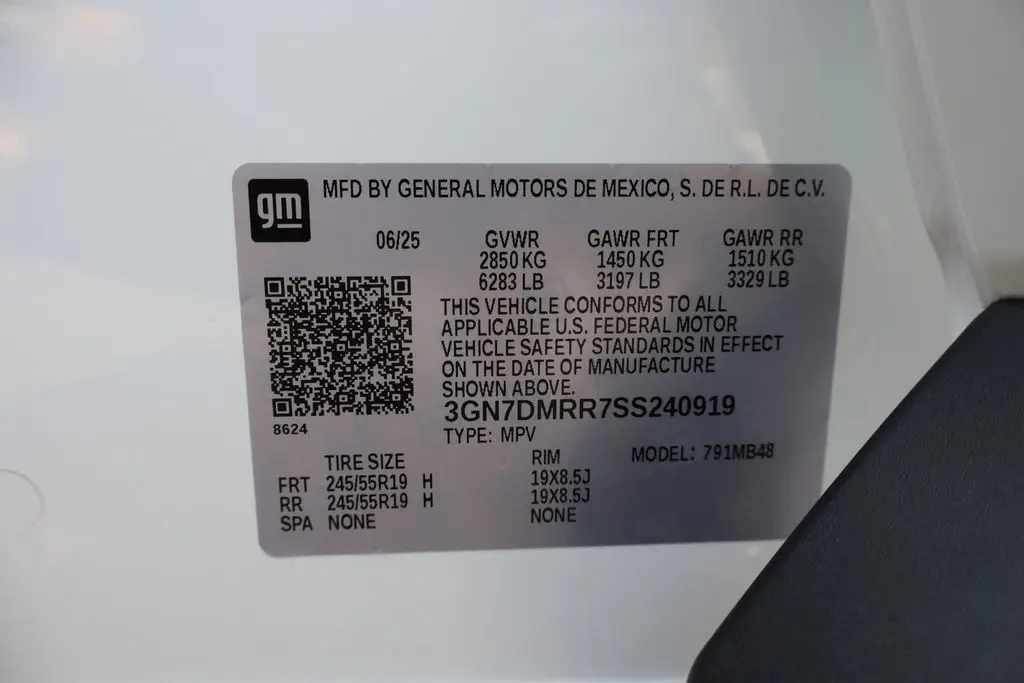 gm
MFD BY GENERAL MOTORS DE MEXICO, S. DE R.L. DE C.V.
06/25 GVWR GAWR FRT GAWR RR
2850 KG 1450 KG 1510 KG
6283 LB 3197 LB 3329 LB
THIS VEHICLE CONFORMS TO ALL
APPLICABLE U.S. FEDERAL MOTOR
VEHICLE SAFETY STANDARDS IN EFFECT
ON THE DATE OF MANUFACTURE
SHOWN ABOVE.
3GN7DMRR7SS240919
8624
TYPE: MPV
MODEL: 791MB48
TIRE SIZE RIM
FRT 245/55R19 H 19X8.5J
RR 245/55R19 H 19X8.5J
SPA NONE NONE